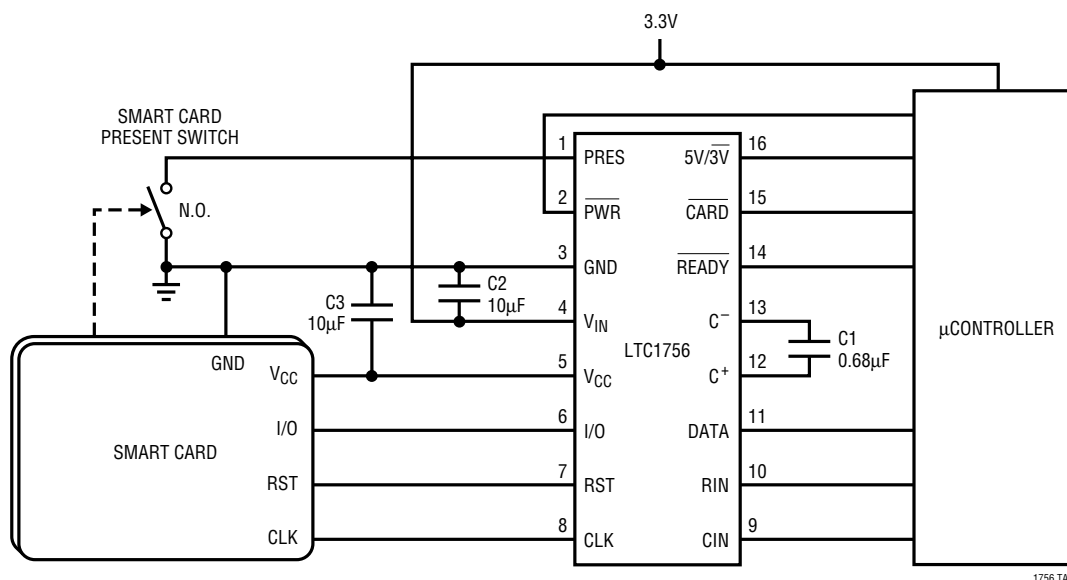 3.3V
SMART CARD
PRESENT SWITCH
N.O.
1
PRES
5V/3V
16
2
PWR
CARD
15
3
GND
READY
14
C3
10µF
C2
10µF
4
VIN
C–
13
LTC1756
C1
0.68µF
µCONTROLLER
GND
VCC
5
VCC
C+
12
I/O
6
I/O
DATA
11
SMART CARD
RST
7
RST
RIN
10
CLK
8
CLK
CIN
9